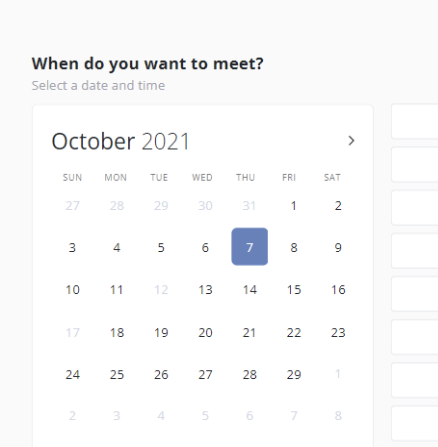 When do you want to meet?
Select a date and time
October 2021
SUN MON TUE WED THU FRI SAT
27 28 29 30 31 1 2
3 4 5 6 7 8 9
10 11 12 13 14 15 16
17 18 19 20 21 22 23
24 25 26 27 28 29 1
2 3 4 5 6 7 8